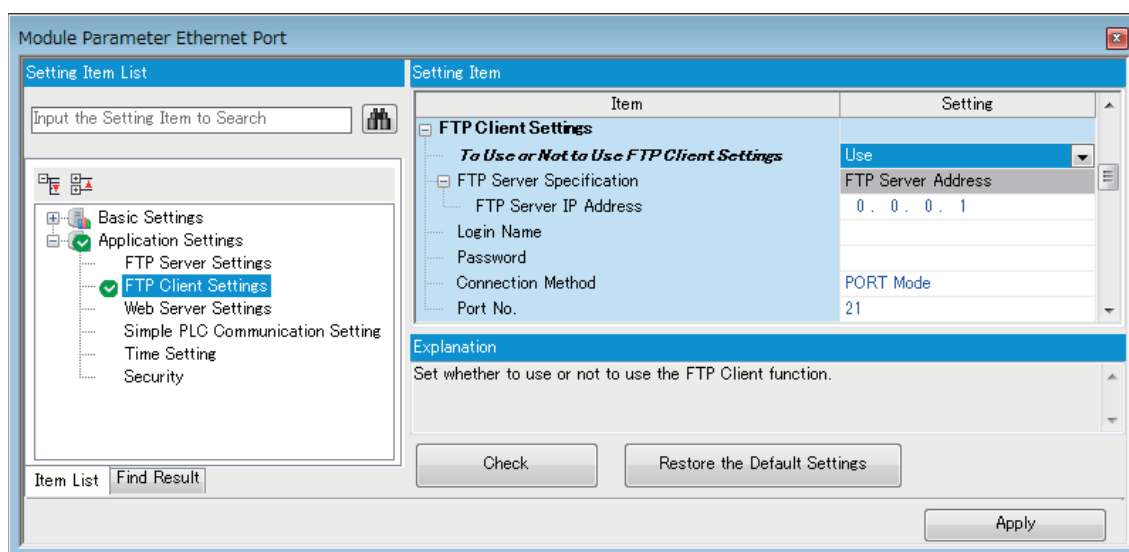 Module Parameter Ethernet Port
Setting Item List
Input the Setting Item to Search
Basic Settings
Application Settings
FTP Server Settings
FTP Client Settings
Web Server Settings
Simple PLC Communication Setting
Time Setting
Security
Item List Find Result
Setting Item
Item Setting
FTP Client Settings
To Use or Not to Use FTP Client Settings Use
FTP Server Specification FTP Server Address
FTP Server IP Address 0 . 0 . 0 . 1
Login Name
Password
Connection Method PORT Mode
Port No. 21
Explanation
Set whether to use or not to use the FTP Client function.
Check Restore the Default Settings
Apply